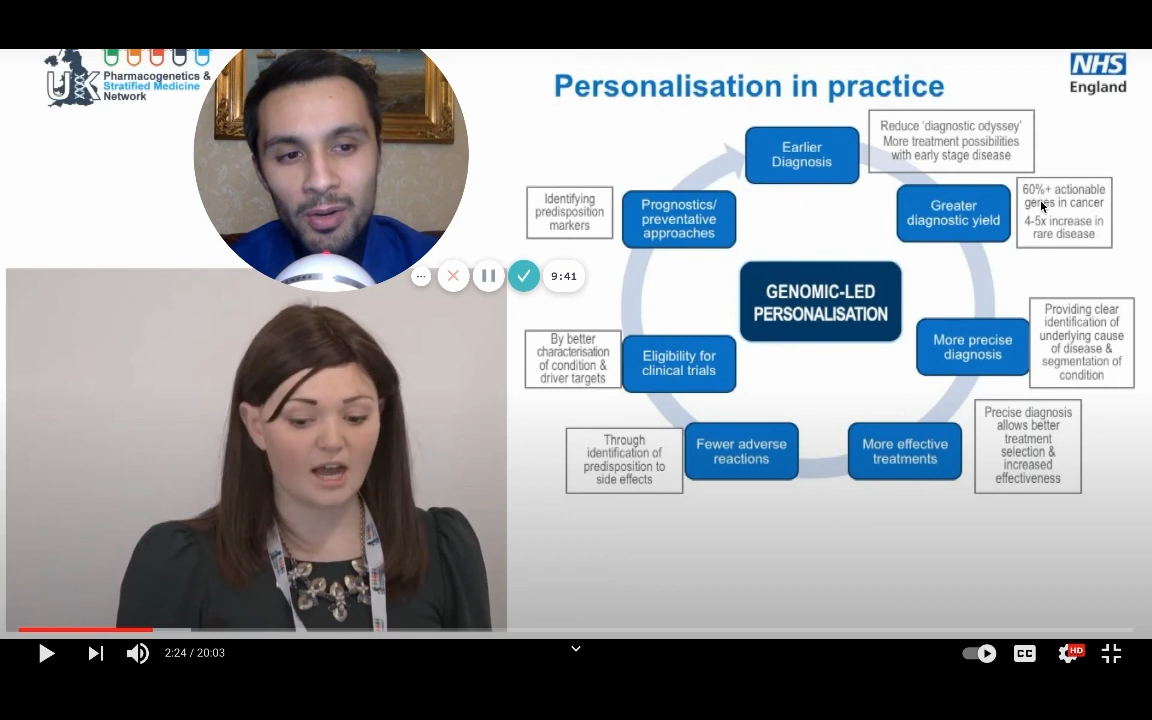 UK
Pharmacogenetics &
Stratified Medicine
Network
Personalisation in practice
NHS
England
Earlier
Diagnosis
Reduce ‘diagnostic odyssey’
More treatment possibilities
with early stage disease
Greater
diagnostic yield
60%+ actionable
genes in cancer
4-5x increase in
rare disease
More precise
diagnosis
Providing clear
identification of
underlying cause
of disease &
segmentation of
condition
More effective
treatments
Precise diagnosis
allows better
treatment
selection &
increased
effectiveness
Fewer adverse
reactions
Through
identification of
predisposition to
side effects
Eligibility for
clinical trials
By better
characterisation
of condition &
driver targets
Prognostics/
preventative
approaches
Identifying
predisposition
markers
GENOMIC-LED
PERSONALISATION
9:41
2:24 / 20:03
CC
HD